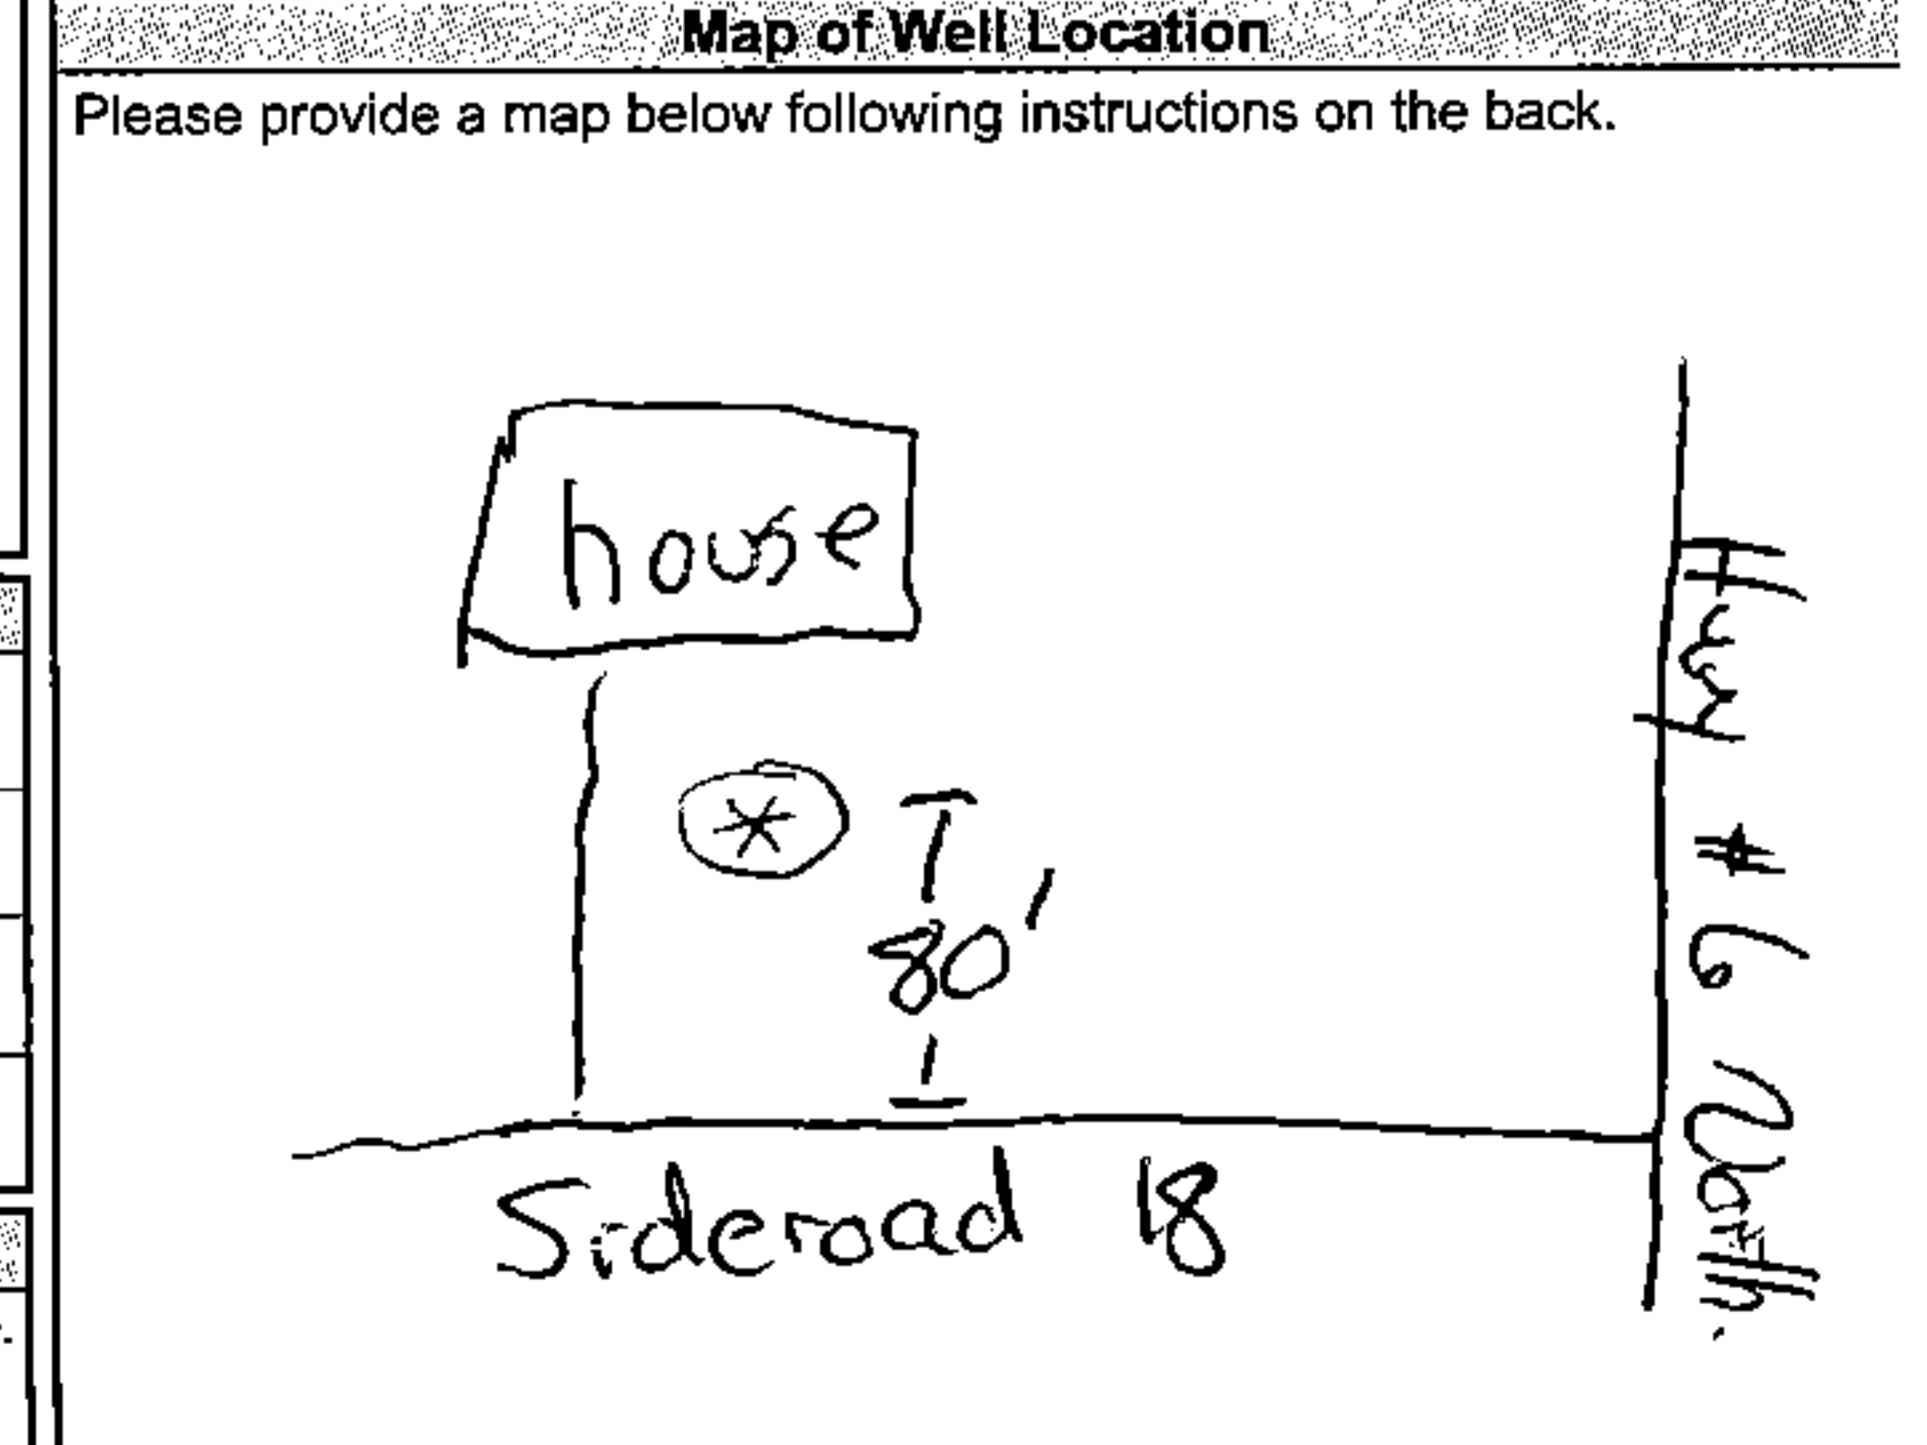 Map of Well Location
Please provide a map below following instructions on the back.
house
80'
Sideroad 18
Hwy # 6 North.